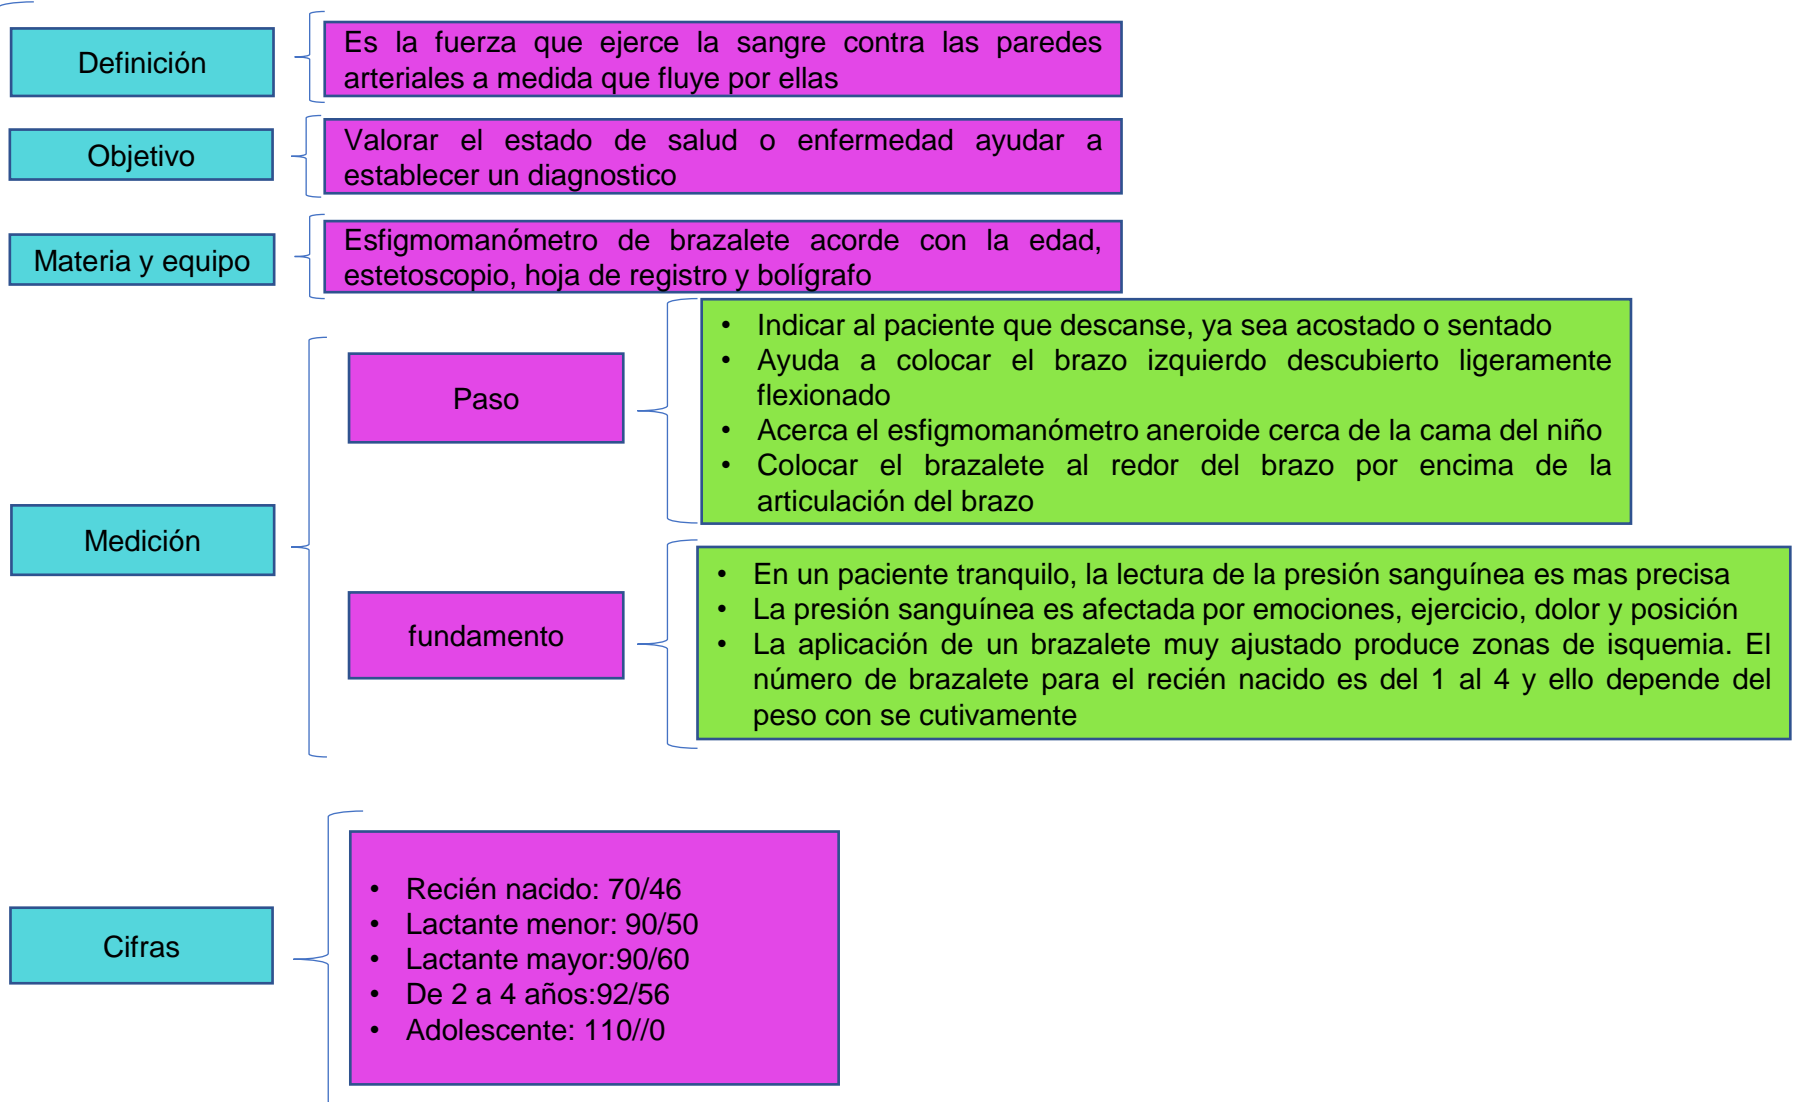 Definición
Es la fuerza que ejerce la sangre contra las paredes
arteriales a medida que fluye por ellas
Objetivo
Valorar el estado de salud o enfermedad ayudar a
establecer un diagnostico
Materia y equipo
Esfigmomanómetro de brazalete acorde con la edad,
estetoscopio, hoja de registro y bolígrafo
Medición
Paso
• Indicar al paciente que descanse, ya sea acostado o sentado
• Ayuda a colocar el brazo izquierdo descubierto ligeramente
flexionado
• Acerca el esfigmomanómetro aneroide cerca de la cama del niño
• Colocar el brazalete al redor del brazo por encima de la
articulación del brazo
fundamento
• En un paciente tranquilo, la lectura de la presión sanguínea es mas precisa
• La presión sanguínea es afectada por emociones, ejercicio, dolor y posición
• La aplicación de un brazalete muy ajustado produce zonas de isquemia. El
número de brazalete para el recién nacido es del 1 al 4 y ello depende del
peso con se cutivamente
Cifras
• Recién nacido: 70/46
• Lactante menor: 90/50
• Lactante mayor:90/60
• De 2 a 4 años:92/56
• Adolescente: 110//0